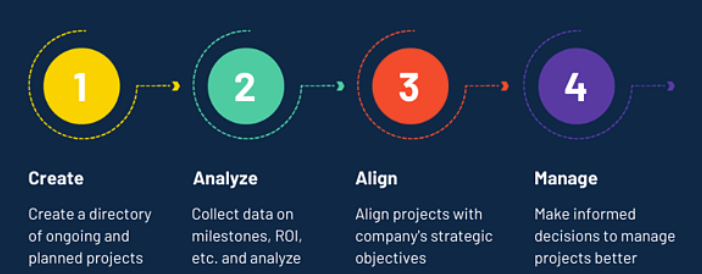 1
2
3
4
Create
Create a directory
of ongoing and
planned projects
Analyze
Collect data on
milestones, ROI,
etc. and analyze
Align
Align projects with
company's strategic
objectives
Manage
Make informed
decisions to manage
projects better